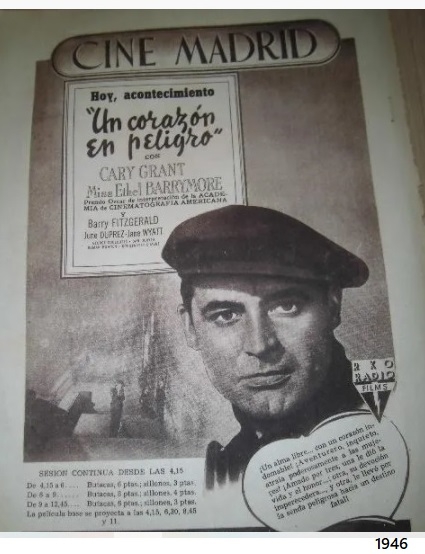 CINE MADRID
Hoy, acontecimiento
"Un corazón
en peligro"
CON
CARY GRANT
Miss Ethel BARRYMORE
Premio Oscar de interpretación de la ACADE-
MIA de CINEMATOGRAFIA AMERICANA
Y
Barry FITZGERALD
June DUPREZ-Jane WYATT
RKO
RADIO
FILMS
¡Un alma libre... con un corazón in-
domable! ¡Aventurero, inquieto,
atraía poderosamente a las muje-
res! ¡Amado por tres, una le dió la
vida y el honor...; otra, su devoción
imperecedera... y otra, le llevó por
la senda peligrosa hacia un destino
fatal!
SESION CONTINUA DESDE LAS 4,15
De 4,15 a 6.... Butacas, 6 ptas.; sillones, 3 ptas.
De 6 a 9...... Butacas, 3 ptas.; sillones, 4 ptas.
De 9 a 12,45.... Butacas, 6 ptas.; sillones, 3 ptas.
La película base se proyecta a las 4,15, 6,30, 8,45
y 11.
1946